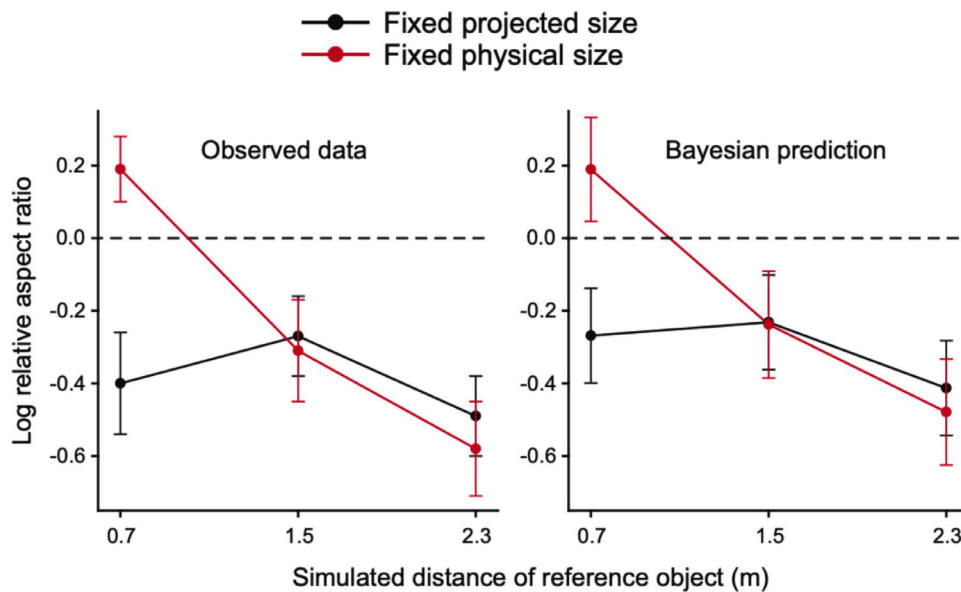 Fixed projected size
Fixed physical size
Observed data
Bayesian prediction
Log relative aspect ratio
0.2
0.0
-0.2
-0.4
-0.6
0.7
1.5
2.3
0.2
0.0
-0.2
-0.4
-0.6
0.7
1.5
2.3
Simulated distance of reference object (m)